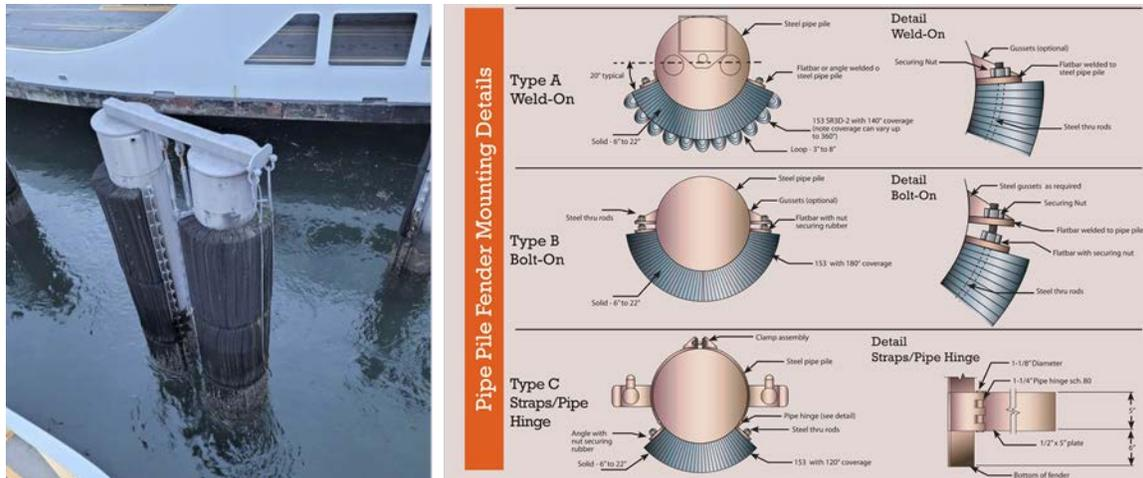 Pipe Pile Fender Mounting Details
Type A
Weld-On
20° typical
Steel pipe pile
Flatbar or angle welded o
steel pipe pile
153 SR3D-2 with 140° coverage
(note coverage can vary up
to 360°)
Solid - 6" to 22"
Loop - 3" to 8"
Detail
Weld-On
Gussets (optional)
Securing Nut
Flatbar welded to
steel pipe pile
Steel thru rods
Type B
Bolt-On
Steel pipe pile
Gussets (optional)
Steel thru rods
Flatbar with nut
securing rubber
153 with 180° coverage
Solid - 6" to 22"
Detail
Bolt-On
Steel gussets as required
Securing Nut
Flatbar welded to pipe pile
Flatbar with securing nut
Steel thru rods
Type C
Straps/Pipe
Hinge
Clamp assembly
Steel pipe pile
Pipe hinge (see detail)
Steel thru rods
Angle with
nut securing
rubber
Solid - 6" to 22"
153 with 120° coverage
Detail
Straps/Pipe Hinge
1-1/8" Diameter
1-1/4" Pipe hinge sch. 80
5"
1/2" x 5" plate
6"
Bottom of fender